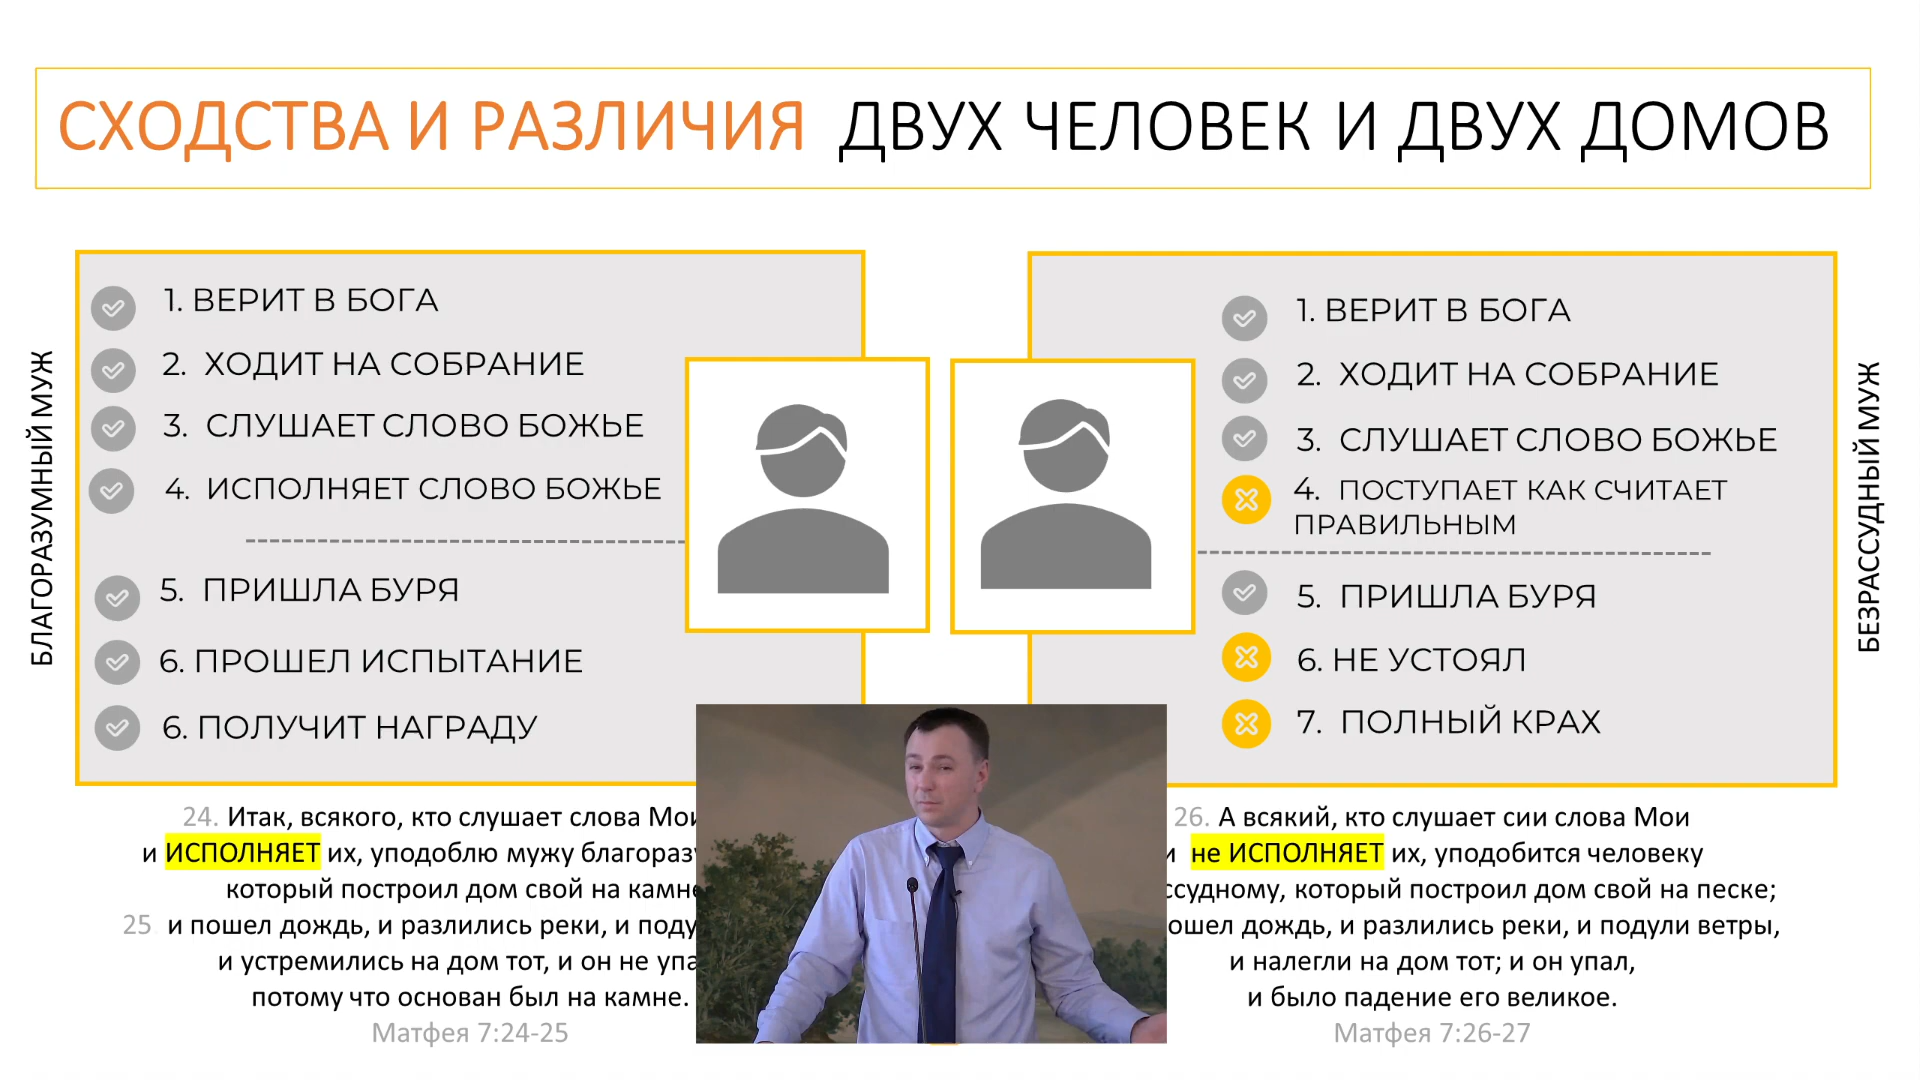 СХОДСТВА И РАЗЛИЧИЯ ДВУХ ЧЕЛОВЕК И ДВУХ ДОМОВ
БЛАГОРАЗУМНЫЙ МУЖ
1. ВЕРИТ В БОГА
2. ХОДИТ НА СОБРАНИЕ
3. СЛУШАЕТ СЛОВО БОЖЬЕ
4. ИСПОЛНЯЕТ СЛОВО БОЖЬЕ
5. ПРИШЛА БУРЯ
6. ПРОШЕЛ ИСПЫТАНИЕ
6. ПОЛУЧИТ НАГРАДУ
24. Итак, всякого, кто слушает слова Мои
и ИСПОЛНЯЕТ их, уподоблю мужу
который построил дом свой на
25 и пошел дождь, и разлились реки, и
и устремились на дом тот, и он не
потому что основан был на камне.
Матфея 7:24-25
1. ВЕРИТ В БОГА
2. ХОДИТ НА СОБРАНИЕ
3. СЛУШАЕТ СЛОВО БОЖЬЕ
4. ПОСТУПАЕТ КАК СЧИТАЕТ
ПРАВИЛЬНЫМ
5. ПРИШЛА БУРЯ
6. НЕ УСТОЯЛ
7. ПОЛНЫЙ КРАХ
БЕЗРАССУДНЫЙ МУЖ
26. А всякий, кто слушает сии слова Мои
и не ИСПОЛНЯЕТ их, уподобится человеку
который построил дом свой на песке;
дождь, и разлились реки, и подули ветры,
и налегли на дом тот; и он упал,
и было падение его великое.
Матфея 7:26-27